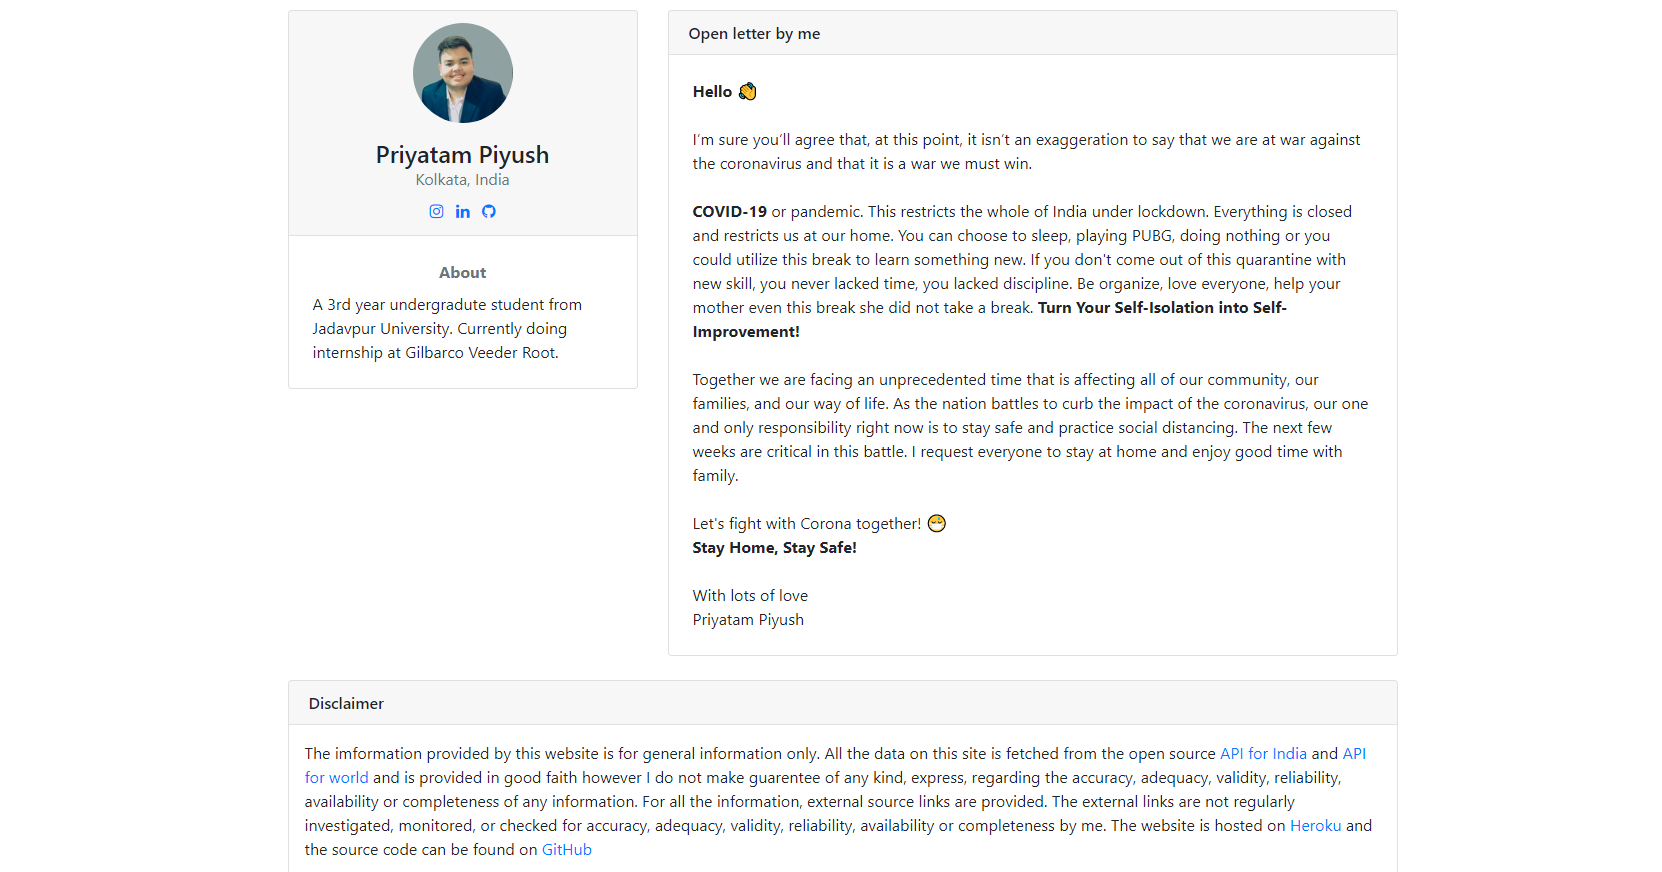 Priyatam Piyush
Kolkata, India
About
A 3rd year undergradute student from
Jadavpur University. Currently doing
internship at Gilbarco Veeder Root.
Open letter by me
Hello 👏
I’m sure you’ll agree that, at this point, it isn’t an exaggeration to say that we are at war against
the coronavirus and that it is a war we must win.
COVID-19 or pandemic. This restricts the whole of India under lockdown. Everything is closed
and restricts us at our home. You can choose to sleep, playing PUBG, doing nothing or you
could utilize this break to learn something new. If you don't come out of this quarantine with
new skill, you never lacked time, you lacked discipline. Be organize, love everyone, help your
mother even this break she did not take a break. Turn Your Self-Isolation into Self-
Improvement!
Together we are facing an unprecedented time that is affecting all of our community, our
families, and our way of life. As the nation battles to curb the impact of the coronavirus, our one
and only responsibility right now is to stay safe and practice social distancing. The next few
weeks are critical in this battle. I request everyone to stay at home and enjoy good time with
family.
Let's fight with Corona together! 😷
Stay Home, Stay Safe!
With lots of love
Priyatam Piyush
Disclaimer
The imformation provided by this website is for general information only. All the data on this site is fetched from the open source API for India and API
for world and is provided in good faith however I do not make guarentee of any kind, express, regarding the accuracy, adequacy, validity, reliability,
availability or completeness of any information. For all the information, external source links are provided. The external links are not regularly
investigated, monitored, or checked for accuracy, adequacy, validity, reliability, availability or completeness by me. The website is hosted on Heroku and
the source code can be found on GitHub